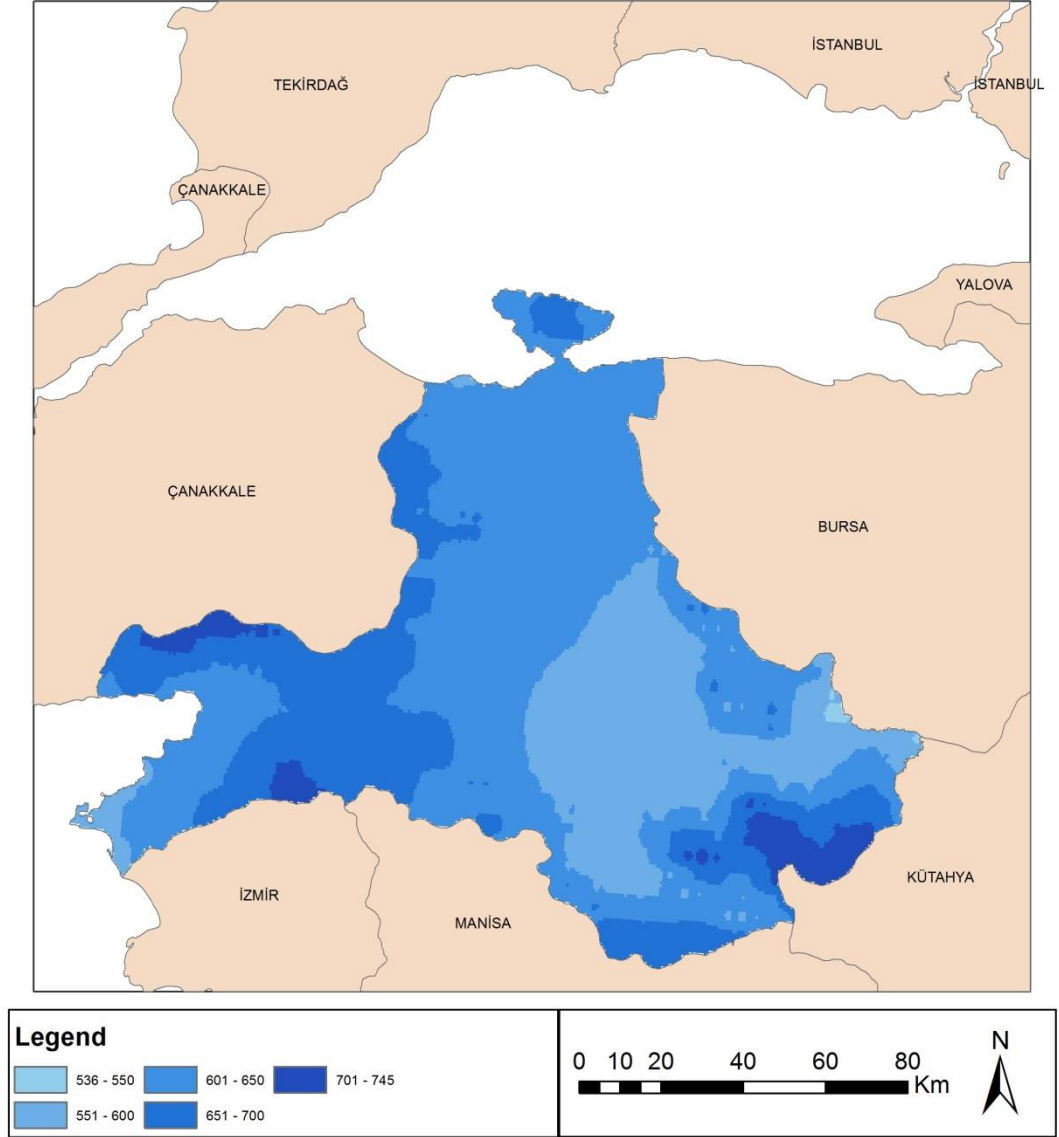 İSTANBUL
TEKİRDAĞ
İSTANBUL
ÇANAKKALE
YALOVA
ÇANAKKALE
BURSA
KÜTAHYA
İZMİR
MANİSA
Legend
536 - 550
601 - 650
701 - 745
551 - 600
651 - 700
0 10 20 40 60 80
Km
N